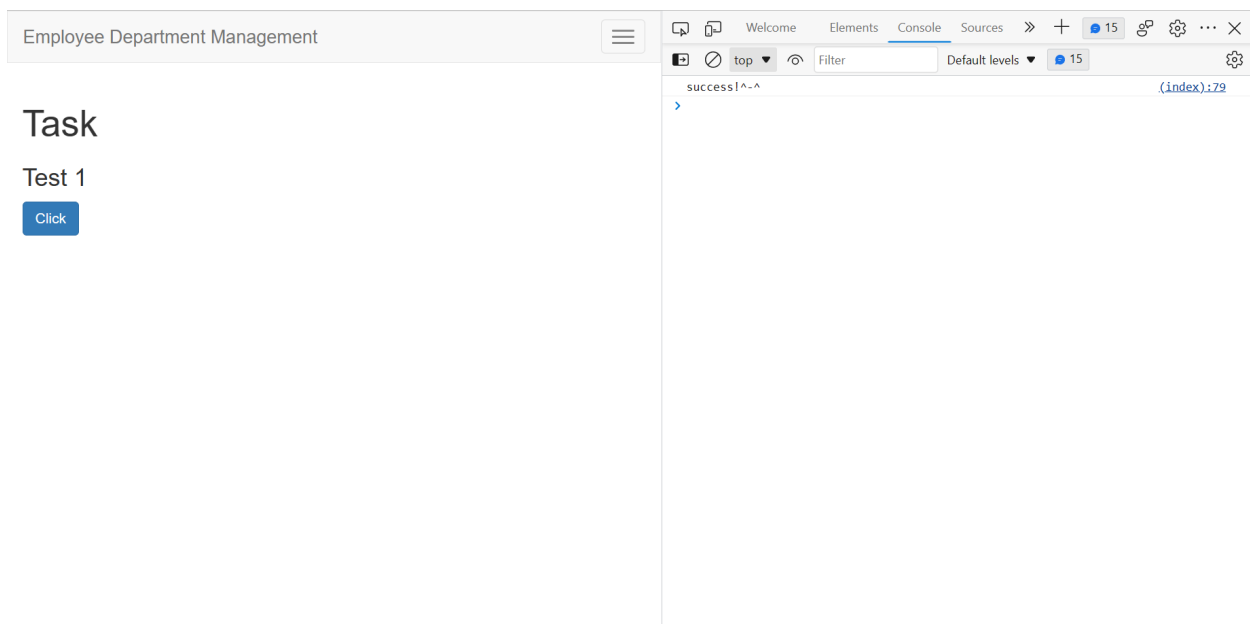 Employee Department Management
Task
Test 1
Click
Welcome Elements Console Sources 15
top Filter Default levels 15
success!^-^ (index):79